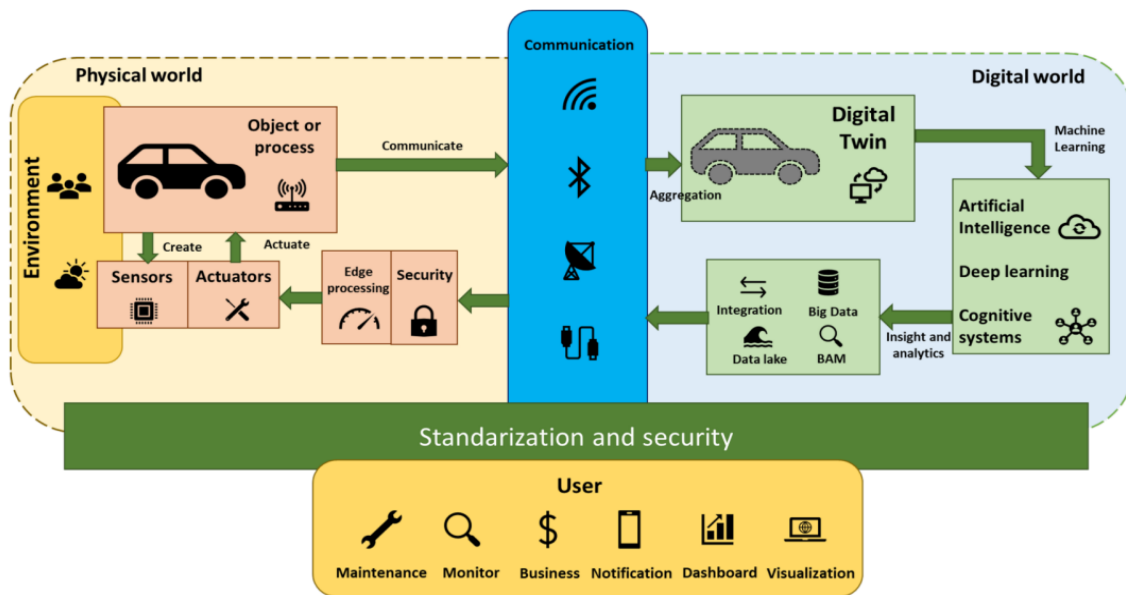 Communication
Physical world
Digital world
Environment
Object or
process
Communicate
Create
Actuate
Sensors
Actuators
Edge
processing
Security
Aggregation
Digital
Twin
Machine
Learning
Artificial
Intelligence
Deep learning
Cognitive
systems
Insight and
analytics
Integration
Big Data
Data lake
BAM
Standarization and security
User
Maintenance
Monitor
Business
Notification
Dashboard
Visualization